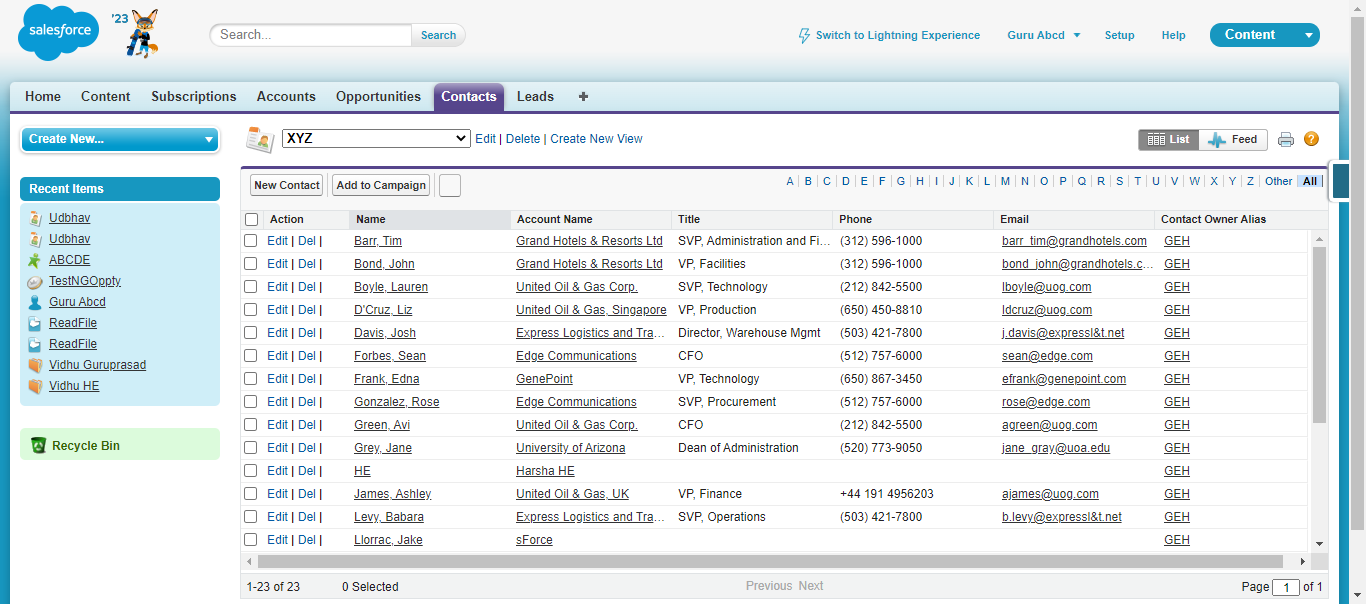 salesforce '23 Search... Search Switch to Lightning Experience Guru Abcd Setup Help Content
Home Content Subscriptions Accounts Opportunities Contacts Leads +
Create New...
Recent Items
Udbhav
Udbhav
ABCDE
TestNGOppty
Guru Abcd
ReadFile
ReadFile
Vidhu Guruprasad
Vidhu HE
Recycle Bin
XYZ Edit | Delete | Create New View List Feed ?
New Contact Add to Campaign A B C D E F G H I J K L M N O P Q R S T U V W X Y Z Other All
Action Name Account Name Title Phone Email Contact Owner Alias
Edit | Del | Barr, Tim Grand Hotels & Resorts Ltd SVP, Administration and Fi... (312) 596-1000 barr_tim@grandhotels.com GEH
Edit | Del | Bond, John Grand Hotels & Resorts Ltd VP, Facilities (312) 596-1000 bond_john@grandhotels.c... GEH
Edit | Del | Boyle, Lauren United Oil & Gas Corp. SVP, Technology (212) 842-5500 lboyle@uog.com GEH
Edit | Del | D'Cruz, Liz United Oil & Gas, Singapore VP, Production (650) 450-8810 ldcruz@uog.com GEH
Edit | Del | Davis, Josh Express Logistics and Tra... Director, Warehouse Mgmt (503) 421-7800 j.davis@expressl&t.net GEH
Edit | Del | Forbes, Sean Edge Communications CFO (512) 757-6000 sean@edge.com GEH
Edit | Del | Frank, Edna GenePoint VP, Technology (650) 867-3450 efrank@genepoint.com GEH
Edit | Del | Gonzalez, Rose Edge Communications SVP, Procurement (512) 757-6000 rose@edge.com GEH
Edit | Del | Green, Avi United Oil & Gas Corp. CFO (212) 842-5500 agreen@uog.com GEH
Edit | Del | Grey, Jane University of Arizona Dean of Administration (520) 773-9050 jane_gray@uoa.edu GEH
Edit | Del | HE Harsha HE GEH
Edit | Del | James, Ashley United Oil & Gas, UK VP, Finance +44 191 4956203 ajames@uog.com GEH
Edit | Del | Levy, Babara Express Logistics and Tra... SVP, Operations (503) 421-7800 b.levy@expressl&t.net GEH
Edit | Del | Llorrac, Jake sForce GEH
1-23 of 23 0 Selected Previous Next Page 1 of 1